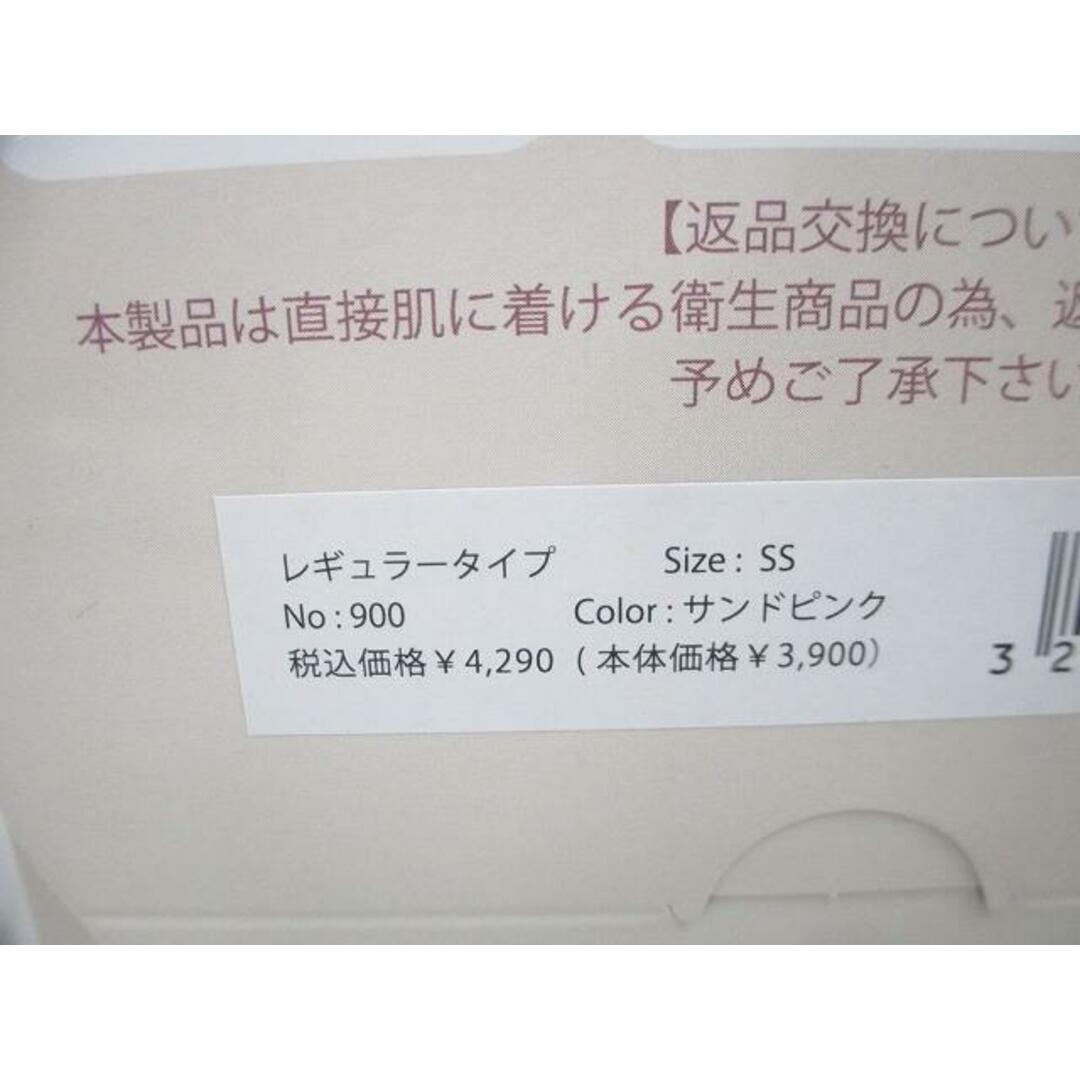 【返品交換につい
本製品は直接肌に着ける衛生商品の為、返
予めご了承下さい
レギュラータイプ Size : SS
No : 900 Color : サンドピンク
税込価格￥4,290 (本体価格￥3,900)
3 2